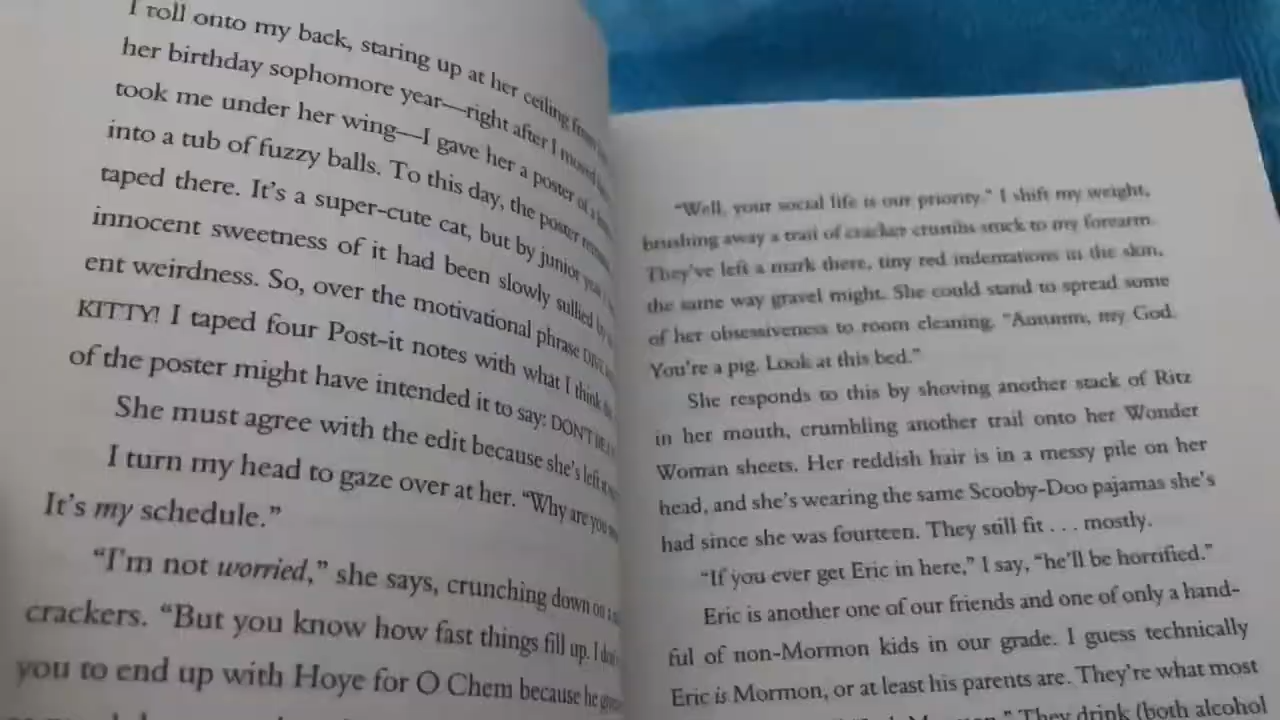 I roll onto my back, staring up at her ceiling from
her birthday sophomore year—right after I moved
took me under her wing—I gave her a poster of a
into a tub of fuzzy balls. To this day, the poster
taped there. It's a super-cute cat, but by junior
innocent sweetness of it had been slowly sullied
ent weirdness. So, over the motivational phrase
KITTY! I taped four Post-it notes with what I think
of the poster might have intended it to say: DON'T
She must agree with the edit because she's left
I turn my head to gaze over at her. "Why are you
It's my schedule."
"I'm not worried," she says, crunching down on
crackers. "But you know how fast things fill up. I
you to end up with Hoye for O Chem because he
"Well, your social life is our priority." I shift my weight,
brushing away a trail of cracker crumbs stuck to my forearm.
They've left a mark there, tiny red indentations in the skin,
the same way gravel might. She could stand to spread some
of her obsessiveness to room cleaning. "Autumn, my God.
You're a pig. Look at this bed."
She responds to this by shoving another stack of Ritz
in her mouth, crumbling another trail onto her Wonder
Woman sheets. Her reddish hair is in a messy pile on her
head, and she's wearing the same Scooby-Doo pajamas she's
had since she was fourteen. They still fit . . . mostly.
"If you ever get Eric in here," I say, "he'll be horrified."
Eric is another one of our friends and one of only a hand-
ful of non-Mormon kids in our grade. I guess technically
Eric is Mormon, or at least his parents are. They're what most
They drink (both alcohol